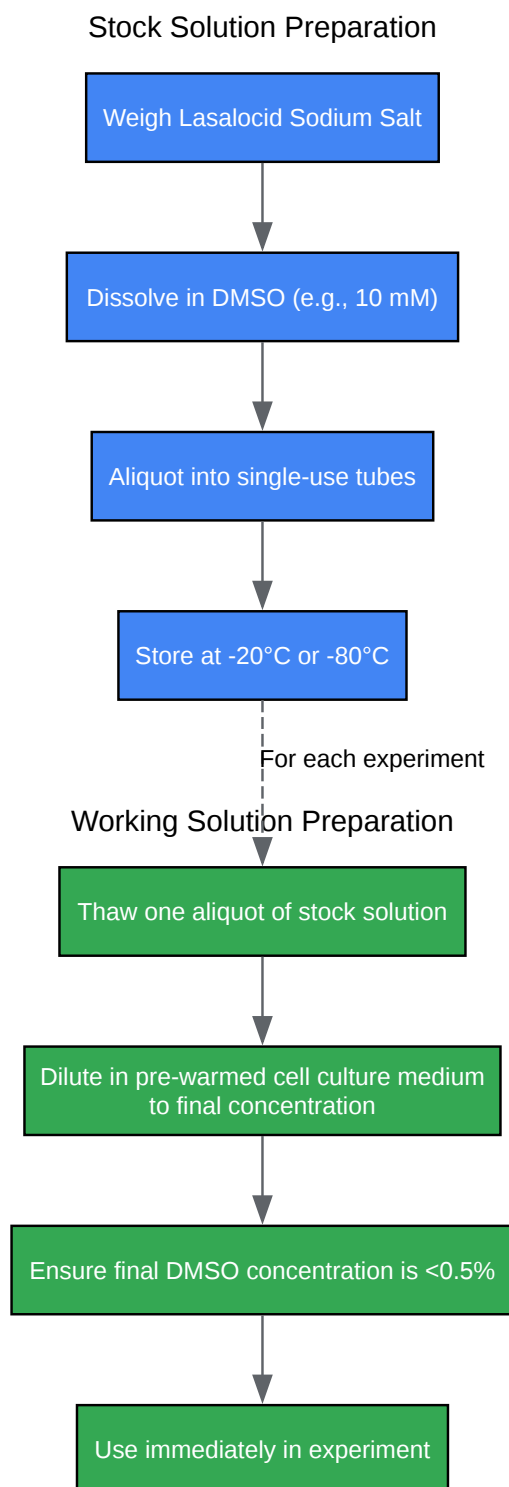 Stock Solution Preparation
Weigh Lasalocid Sodium Salt
Dissolve in DMSO (e.g., 10 mM)
Aliquot into single-use tubes
Store at -20°C or -80°C
For each experiment
Working Solution Preparation
Thaw one aliquot of stock solution
Dilute in pre-warmed cell culture medium
to final concentration
Ensure final DMSO concentration is <0.5%
Use immediately in experiment